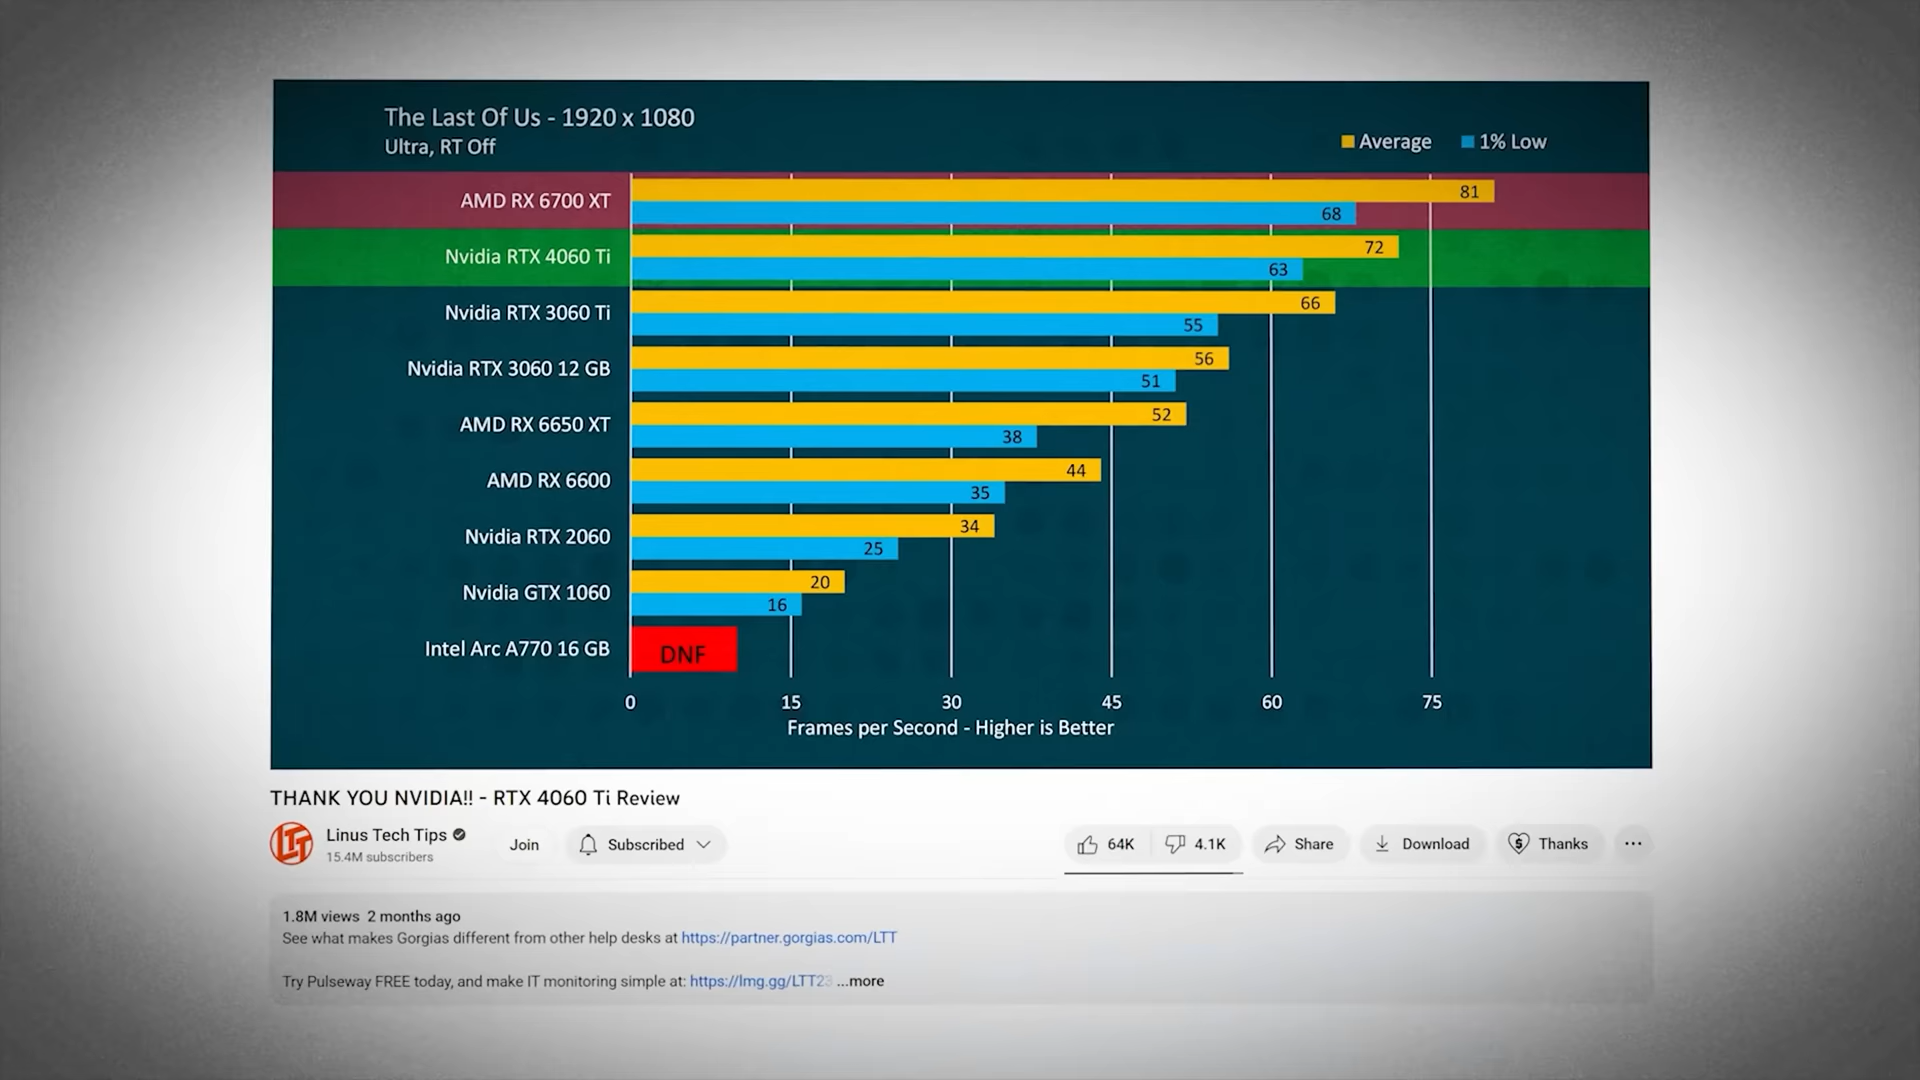 The Last Of Us - 1920 x 1080
Ultra, RT Off
Average 1% Low
AMD RX 6700 XT 81
68
Nvidia RTX 4060 Ti 72
63
Nvidia RTX 3060 Ti 66
55
Nvidia RTX 3060 12 GB 56
51
AMD RX 6650 XT 52
38
AMD RX 6600 44
35
Nvidia RTX 2060 34
25
Nvidia GTX 1060 20
16
Intel Arc A770 16 GB DNF
0 15 30 45 60 75
Frames per Second - Higher is Better
THANK YOU NVIDIA!! - RTX 4060 Ti Review
LTT
Linus Tech Tips
15.4M subscribers
Join Subscribed 64K 4.1K Share Download $ Thanks ...
1.8M views 2 months ago
See what makes Gorgias different from other help desks at https://partner.gorgias.com/LTT
Try Pulseway FREE today, and make IT monitoring simple at: https://lmg.gg/LTT23 ...more